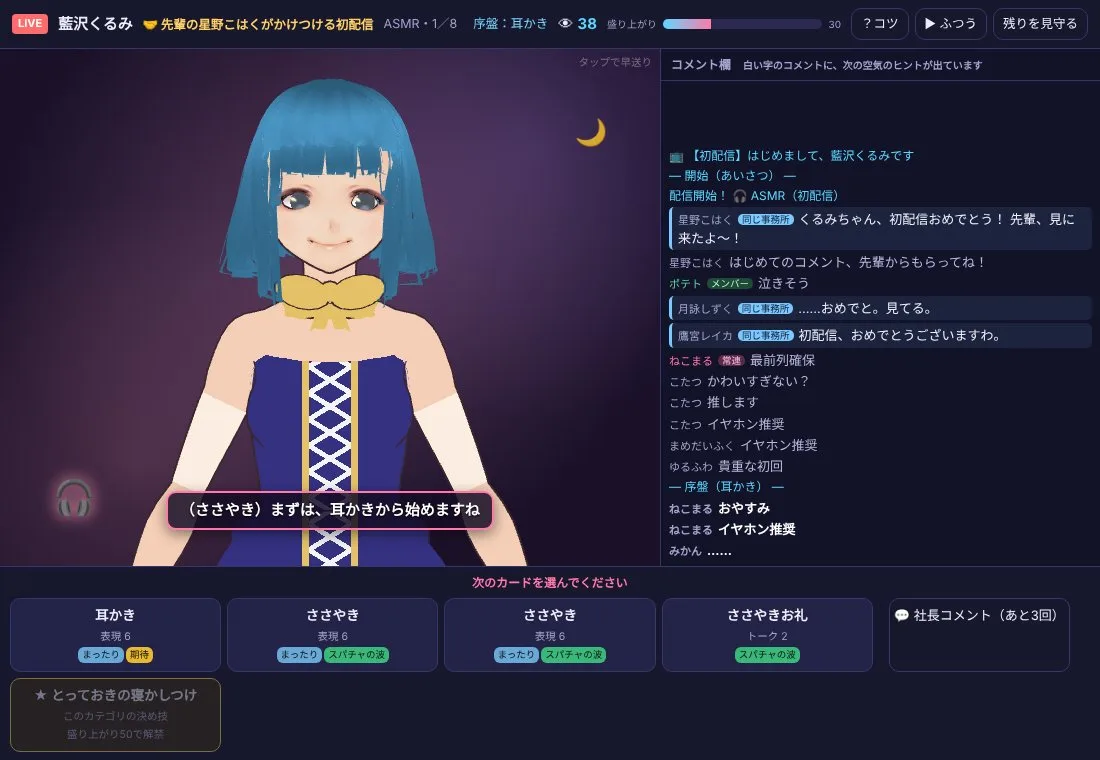 LIVE 藍沢くるみ 🤝 先輩の星野こはくがかけつける初配信 ASMR・1／8 序盤：耳かき 👁 38 盛り上がり 30 ？コツ ▶ ふつう 残りを見守る
タップで早送り
コメント欄 白い字のコメントに、次の空気のヒントが出ています
📺 【初配信】はじめまして、藍沢くるみです
— 開始（あいさつ） —
配信開始！ 🎧 ASMR（初配信）
星野こはく 同じ事務所 くるみちゃん、初配信おめでとう！ 先輩、見に
来たよ〜！
星野こはく はじめてのコメント、先輩からもらってね！
ポテト メンバー 泣きそう
月詠しずく 同じ事務所 ……おめでと。見てる。
鷹宮レイカ 同じ事務所 初配信、おめでとうございますわ。
ねこまる 常連 最前列確保
こたつ かわいすぎない？
こたつ 推します
こたつ イヤホン推奨
まめだいふく イヤホン推奨
ゆるふわ 貴重な初回
— 序盤（耳かき） —
ねこまる おやすみ
ねこまる イヤホン推奨
みかん ……
（ささやき）まずは、耳かきから始めますね
次のカードを選んでください
耳かき
表現 6
まったり 期待
ささやき
表現 6
まったり スパチャの波
ささやき
表現 6
まったり スパチャの波
ささやきお礼
トーク 2
スパチャの波
💬 社長コメント（あと3回）
★ とっておきの寝かしつけ
このカテゴリの決め技
盛り上がり50で解禁